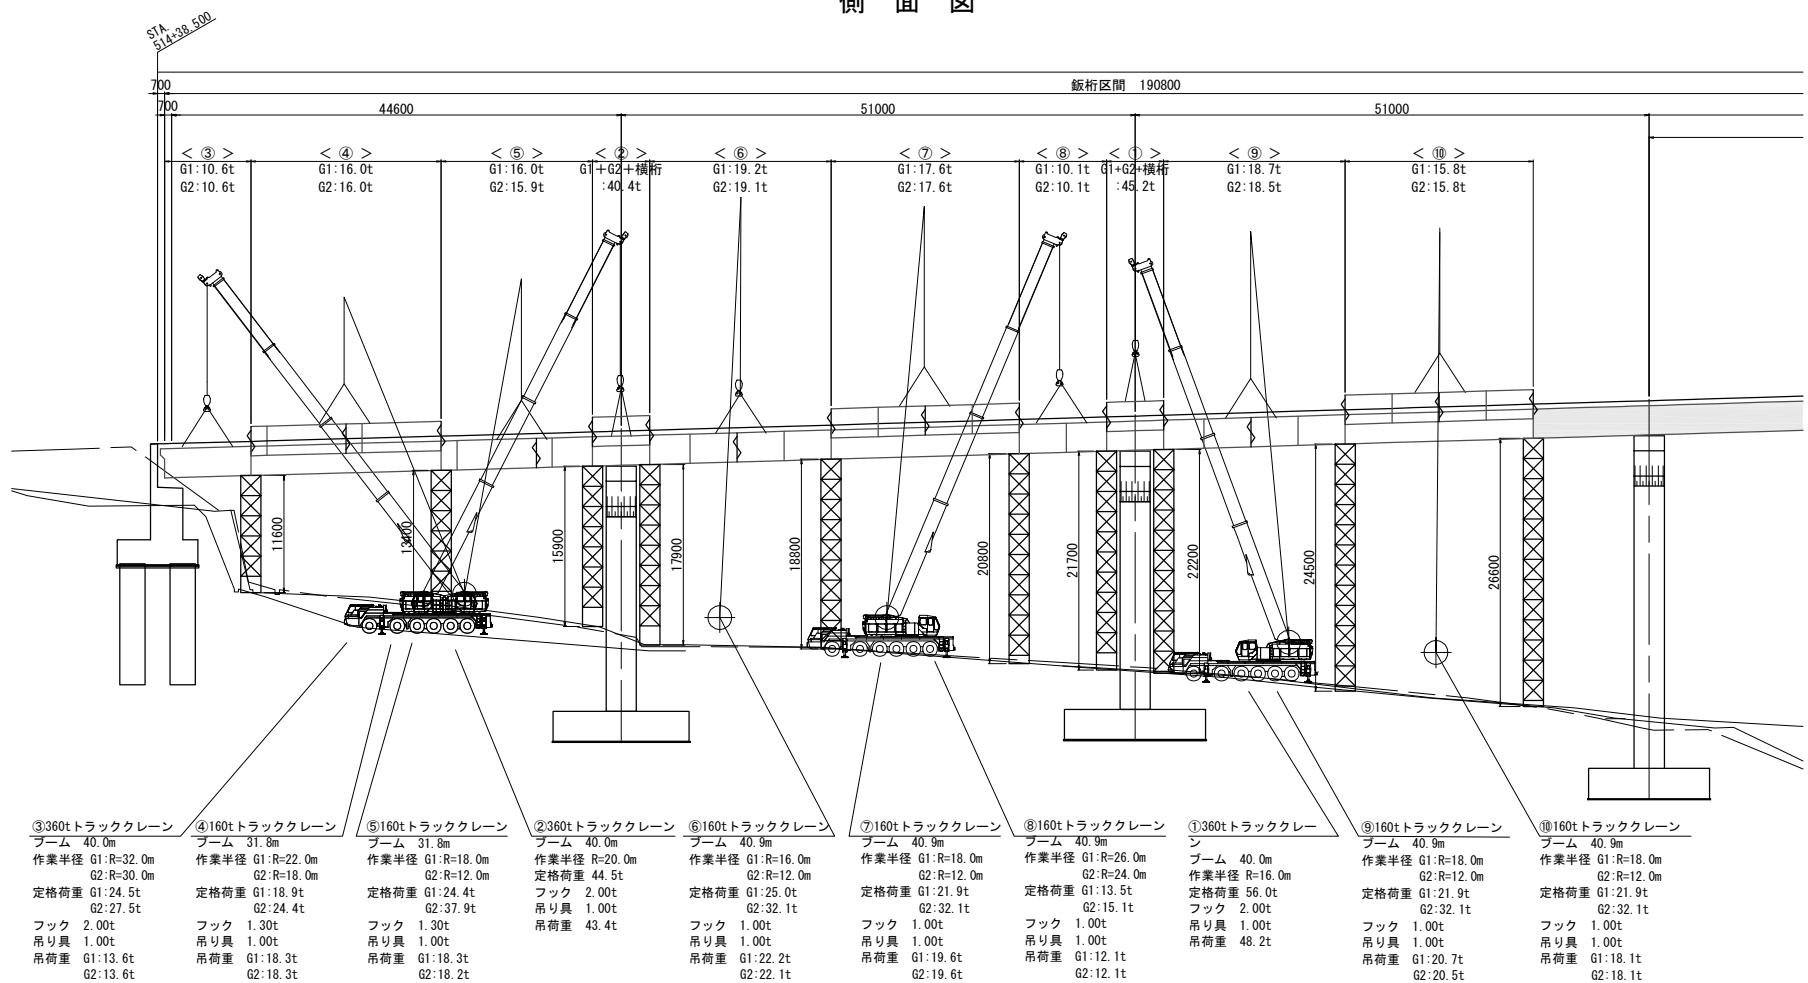 側 面 図
STA.
514+38.500
700
鈑桁区間 190800
700
44600
51000
51000
< ③ >
G1:10.6t
G2:10.6t
< ④ >
G1:16.0t
G2:16.0t
< ⑤ >
G1:16.0t
G2:15.9t
< ② >
G1+G2+横桁
:40.4t
< ⑥ >
G1:19.2t
G2:19.1t
< ⑦ >
G1:17.6t
G2:17.6t
< ⑧ >
G1:10.1t
G2:10.1t
< ① >
G1+G2+横桁
:45.2t
< ⑨ >
G1:18.7t
G2:18.5t
< ⑩ >
G1:15.8t
G2:15.8t
11600
13400
15900
17900
18800
20800
21700
22200
24500
26600
③360tトラッククレーン
ブーム 40.0m
作業半径 G1:R=32.0m
G2:R=30.0m
定格荷重 G1:24.5t
G2:27.5t
フック 2.00t
吊り具 1.00t
吊荷重 G1:13.6t
G2:13.6t
④160tトラッククレーン
ブーム 31.8m
作業半径 G1:R=22.0m
G2:R=18.0m
定格荷重 G1:18.9t
G2:24.4t
フック 1.30t
吊り具 1.00t
吊荷重 G1:18.3t
G2:18.3t
⑤160tトラッククレーン
ブーム 31.8m
作業半径 G1:R=18.0m
G2:R=12.0m
定格荷重 G1:24.4t
G2:37.9t
フック 1.30t
吊り具 1.00t
吊荷重 G1:18.3t
G2:18.2t
②360tトラッククレーン
ブーム 40.0m
作業半径 R=20.0m
定格荷重 44.5t
フック 2.00t
吊り具 1.00t
吊荷重 43.4t
⑥160tトラッククレーン
ブーム 40.9m
作業半径 G1:R=16.0m
G2:R=12.0m
定格荷重 G1:25.0t
G2:32.1t
フック 1.00t
吊り具 1.00t
吊荷重 G1:22.2t
G2:22.1t
⑦160tトラッククレーン
ブーム 40.9m
作業半径 G1:R=18.0m
G2:R=12.0m
定格荷重 G1:21.9t
G2:32.1t
フック 1.00t
吊り具 1.00t
吊荷重 G1:19.6t
G2:19.6t
⑧160tトラッククレーン
ブーム 40.9m
作業半径 G1:R=26.0m
G2:R=24.0m
定格荷重 G1:13.5t
G2:15.1t
フック 1.00t
吊り具 1.00t
吊荷重 G1:12.1t
G2:12.1t
①360tトラッククレー
ン
ブーム 40.0m
作業半径 R=16.0m
定格荷重 56.0t
フック 2.00t
吊り具 1.00t
吊荷重 48.2t
⑨160tトラッククレーン
ブーム 40.9m
作業半径 G1:R=18.0m
G2:R=12.0m
定格荷重 G1:21.9t
G2:32.1t
フック 1.00t
吊り具 1.00t
吊荷重 G1:20.7t
G2:20.5t
⑩160tトラッククレーン
ブーム 40.9m
作業半径 G1:R=18.0m
G2:R=12.0m
定格荷重 G1:21.9t
G2:32.1t
フック 1.00t
吊り具 1.00t
吊荷重 G1:18.1t
G2:18.1t